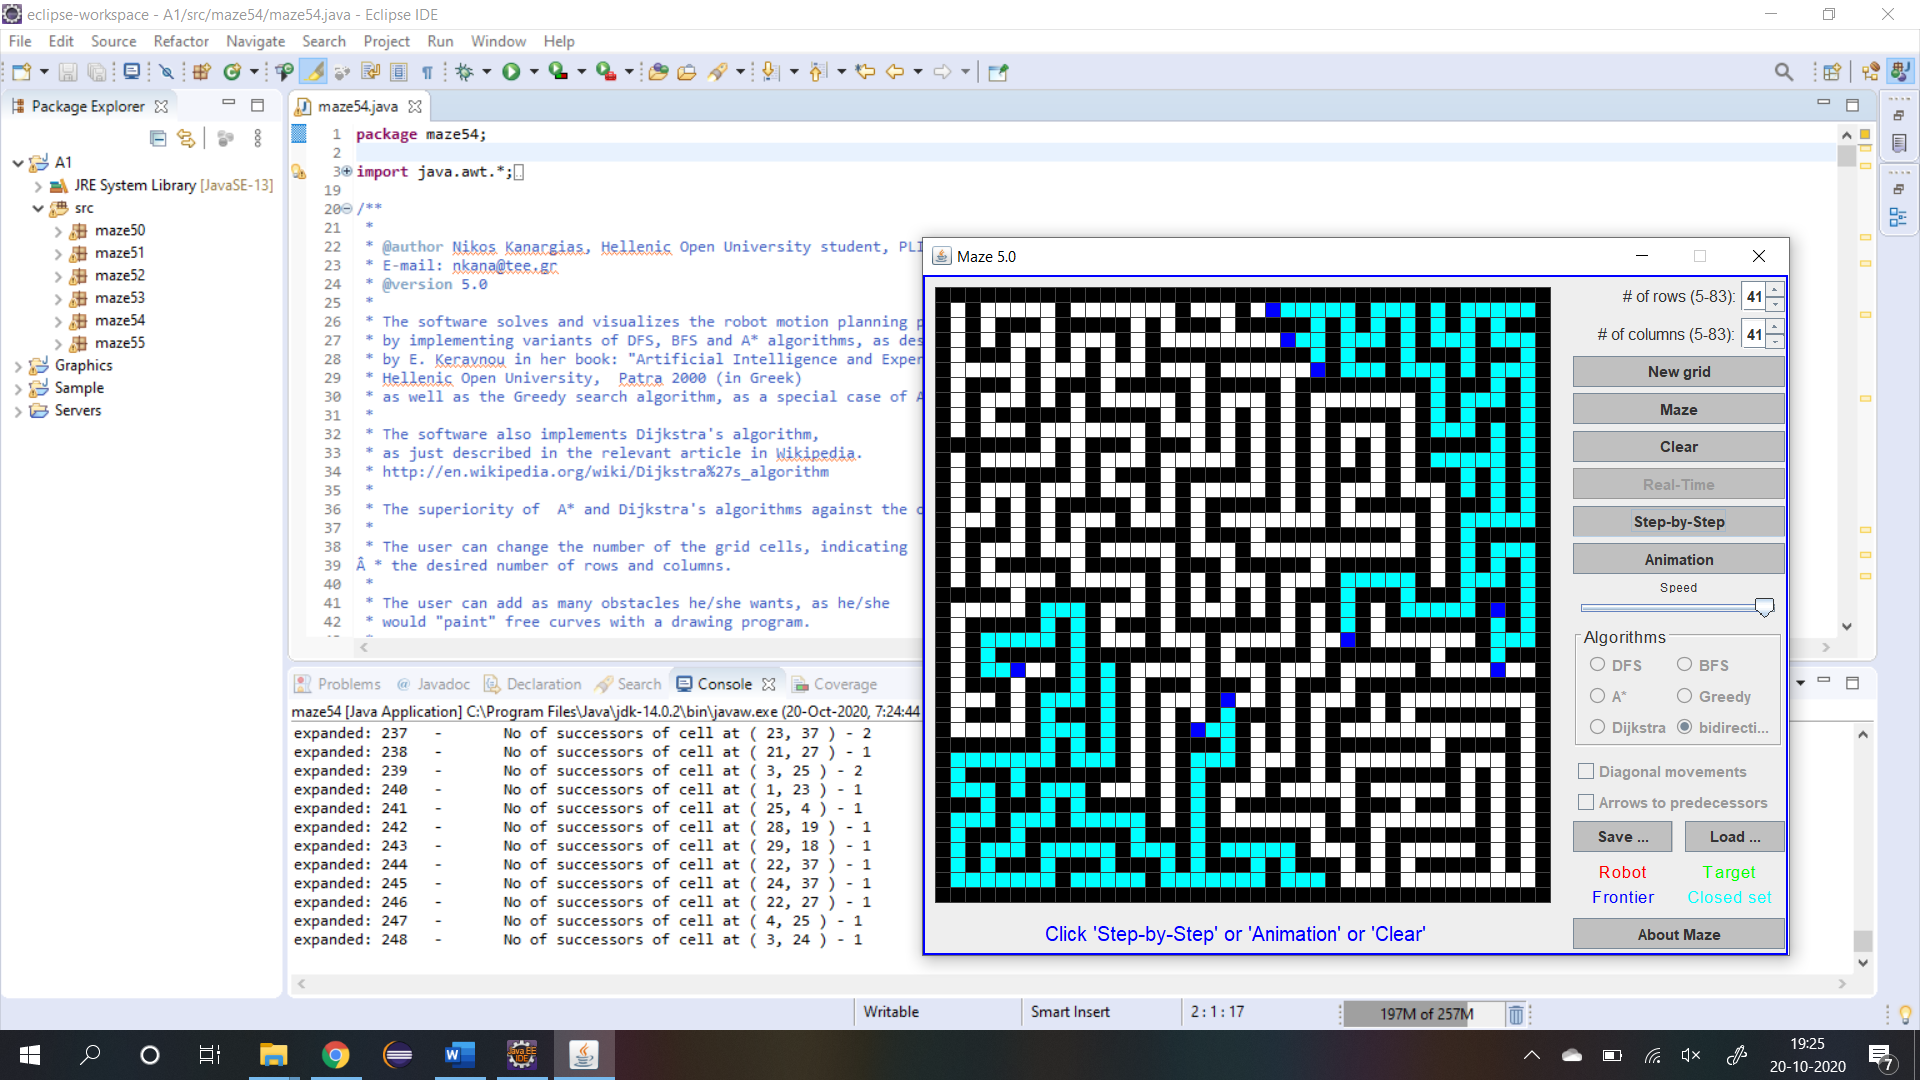 eclipse-workspace - A1/src/maze54/maze54.java - Eclipse IDE
File Edit Source Refactor Navigate Search Project Run Window Help
Package Explorer
maze54.java
A1
JRE System Library [JavaSE-13]
src
maze50
maze51
maze52
maze53
maze54
maze55
Graphics
Sample
Servers
1 package maze54;
2
3 import java.awt.*;
19
20 /**
21 *
22 * @author Nikos Kanargias, Hellenic Open University student, PLI
23 * E-mail: nkana@tee.gr
24 * @version 5.0
25 *
26 * The software solves and visualizes the robot motion planning p
27 * by implementing variants of DFS, BFS and A* algorithms, as des
28 * by E. Keravnou in her book: "Artificial Intelligence and Exper
29 * Hellenic Open University,  Patra 2000 (in Greek)
30 * as well as the Greedy search algorithm, as a special case of A
31 *
32 * The software also implements Dijkstra's algorithm,
33 * as just described in the relevant article in Wikipedia.
34 * http://en.wikipedia.org/wiki/Dijkstra%27s_algorithm
35 *
36 * The superiority of  A* and Dijkstra's algorithms against the o
37 *
38 * The user can change the number of the grid cells, indicating
39 Â * the desired number of rows and columns.
40 *
41 * The user can add as many obstacles he/she wants, as he/she
42 * would "paint" free curves with a drawing program.
Problems Javadoc Declaration Search Console Coverage
maze54 [Java Application] C:\Program Files\Java\jdk-14.0.2\bin\javaw.exe (20-Oct-2020, 7:24:44
expanded: 237 - No of successors of cell at ( 23, 37 ) - 2
expanded: 238 - No of successors of cell at ( 21, 27 ) - 1
expanded: 239 - No of successors of cell at ( 3, 25 ) - 2
expanded: 240 - No of successors of cell at ( 1, 23 ) - 1
expanded: 241 - No of successors of cell at ( 25, 4 ) - 1
expanded: 242 - No of successors of cell at ( 28, 19 ) - 1
expanded: 243 - No of successors of cell at ( 29, 18 ) - 1
expanded: 244 - No of successors of cell at ( 22, 37 ) - 1
expanded: 245 - No of successors of cell at ( 24, 37 ) - 1
expanded: 246 - No of successors of cell at ( 22, 27 ) - 1
expanded: 247 - No of successors of cell at ( 4, 25 ) - 1
expanded: 248 - No of successors of cell at ( 3, 24 ) - 1
Maze 5.0
# of rows (5-83): 41
# of columns (5-83): 41
New grid
Maze
Clear
Real-Time
Step-by-Step
Animation
Speed
Algorithms
DFS BFS
A* Greedy
Dijkstra bidirecti...
Diagonal movements
Arrows to predecessors
Save ... Load ...
Robot Target
Frontier Closed set
About Maze
Click 'Step-by-Step' or 'Animation' or 'Clear'
Writable Smart Insert 2 : 1 : 17 197M of 257M
Java EE IDE
19:25
20-10-2020
7